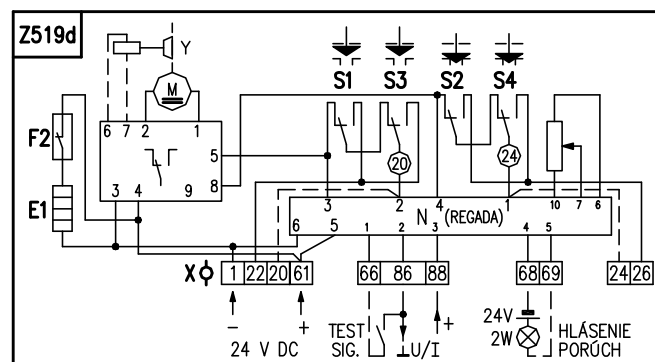 Z519d
Y
S1 S3 S2 S4
M
F2
6 7 2 1
5
20
24
8
E1
3 4 9
3 2 4 1 10 7 6
N (REGADA)
6 5 1 2 3 4 5
X 1 22 20 61 66 86 88 68 69 24 26
− + TEST SIG. U/I + 24V 2W HLÁSENIE PORÚCH
24 V DC